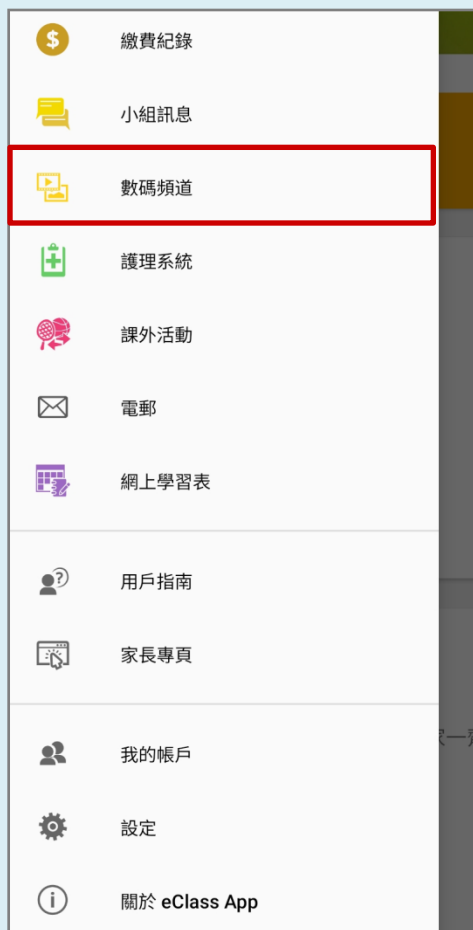 繳費紀錄
小組訊息
數碼頻道
護理系統
課外活動
電郵
網上學習表
用戶指南
家長專頁
我的帳戶
設定
關於 eClass App